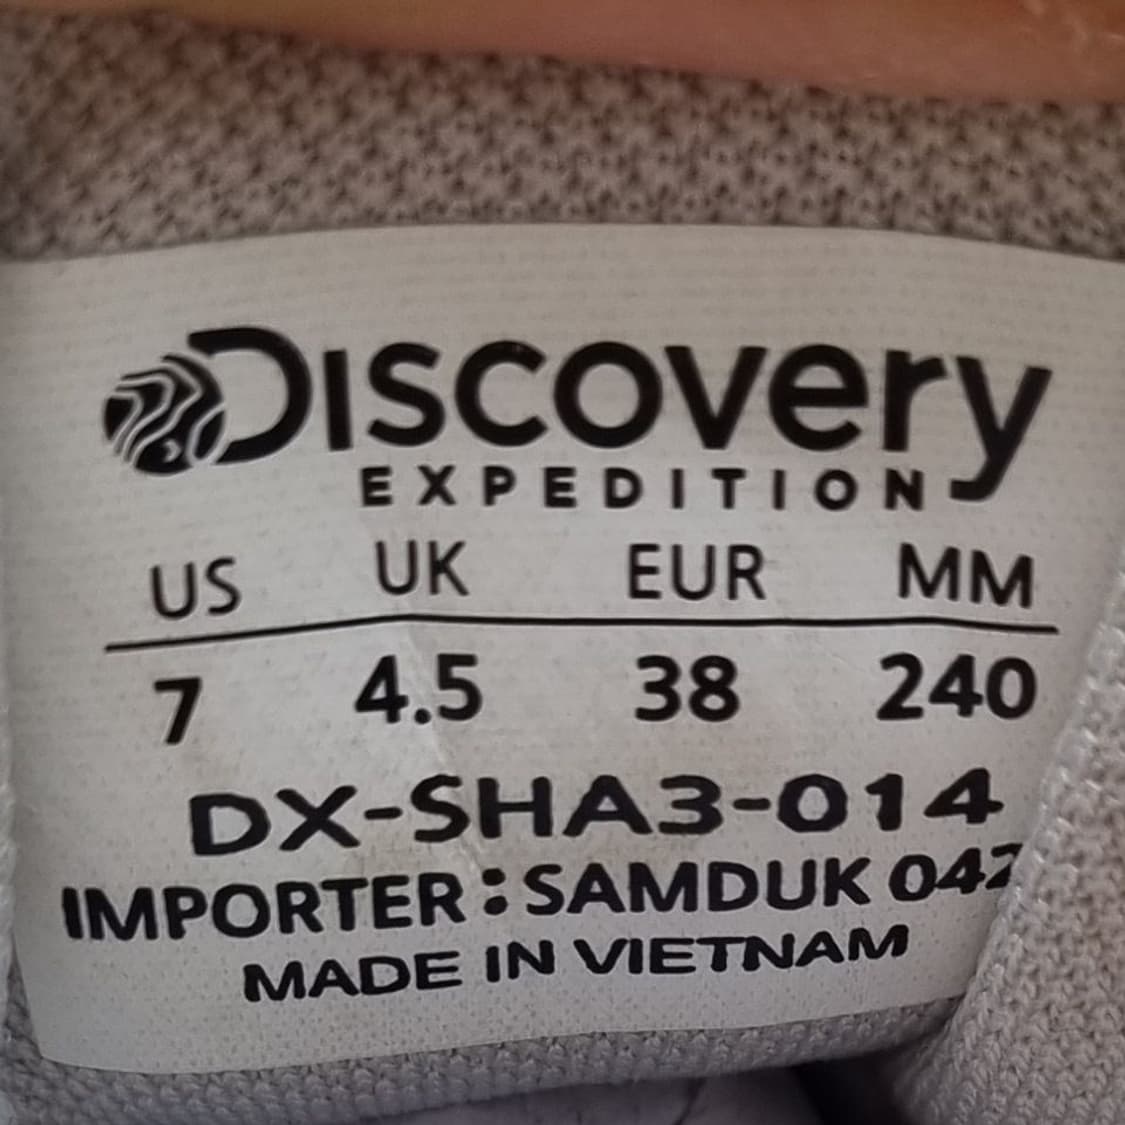 DISCOVERY
EXPEDITION
US UK EUR MM
7 4.5 38 240
DX-SHA3-014
IMPORTER : SAMDUK 042
MADE IN VIETNAM